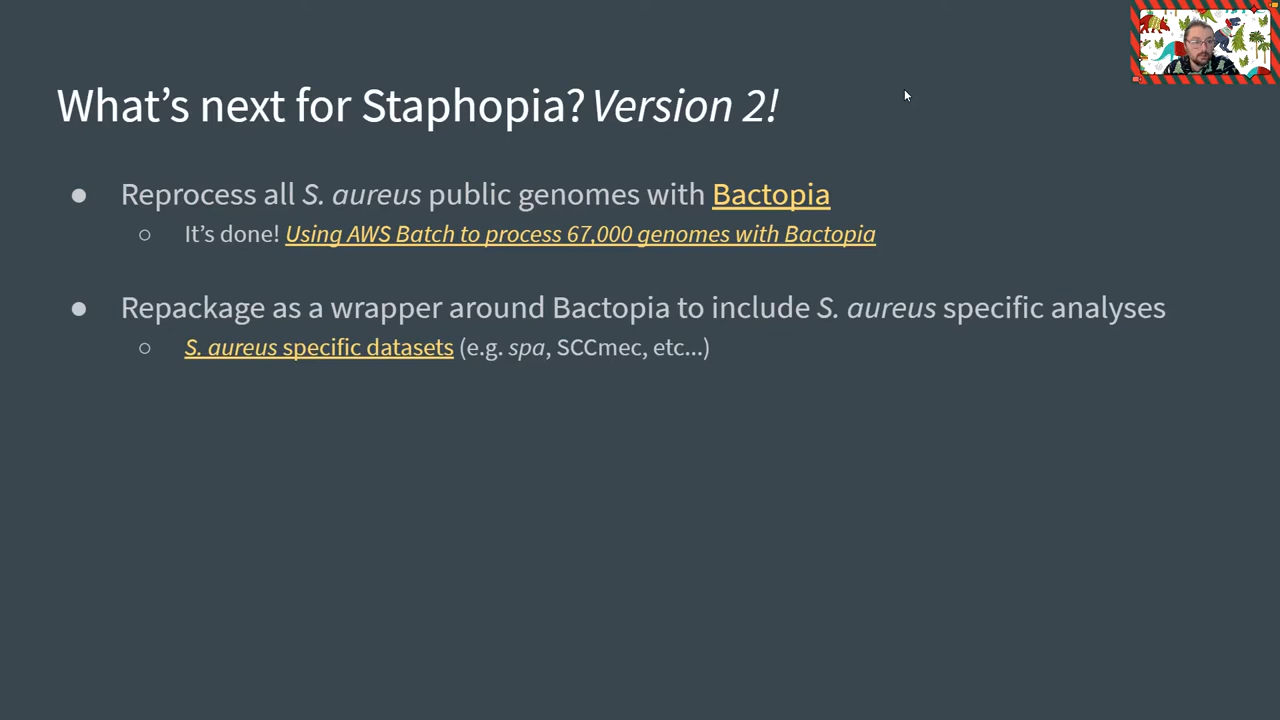 What's next for Staphopia? Version 2!
● Reprocess all S. aureus public genomes with Bactopia
○ It's done! Using AWS Batch to process 67,000 genomes with Bactopia
● Repackage as a wrapper around Bactopia to include S. aureus specific analyses
○ S. aureus specific datasets (e.g. spa, SCCmec, etc...)